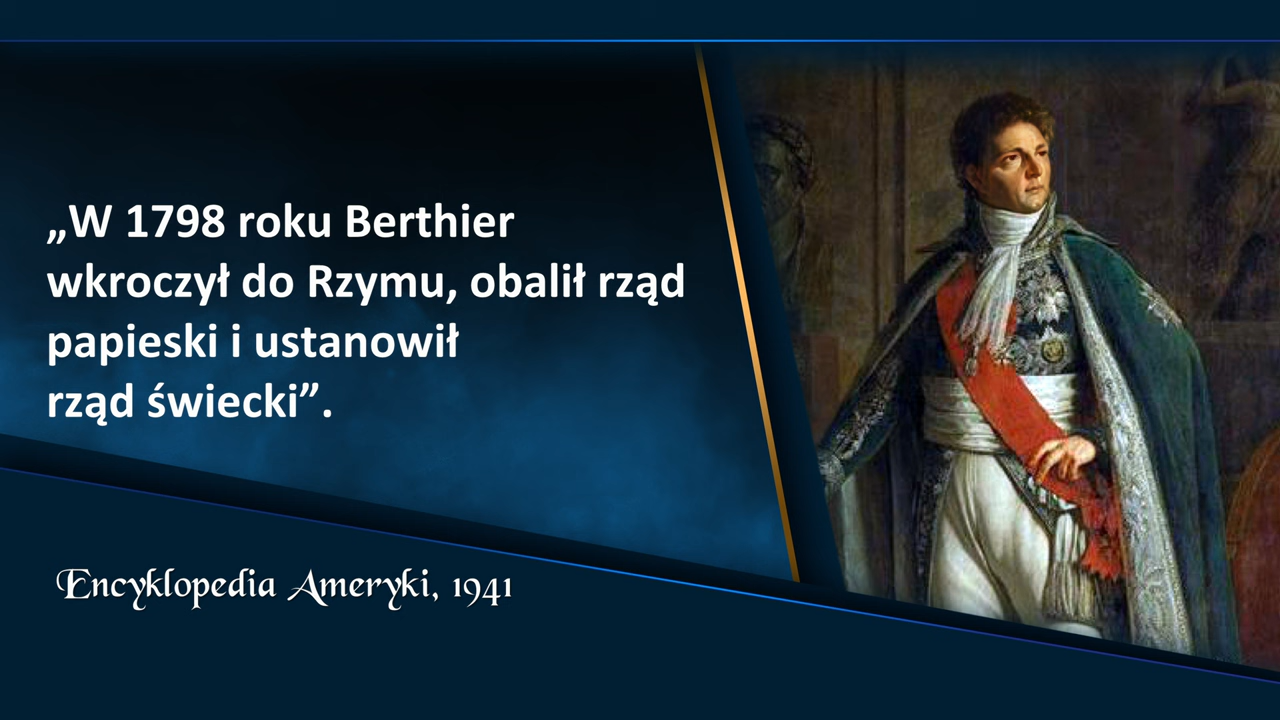 „W 1798 roku Berthier
wkroczył do Rzymu, obalił rząd
papieski i ustanowił
rząd świecki”.
Encyklopedia Ameryki, 1941